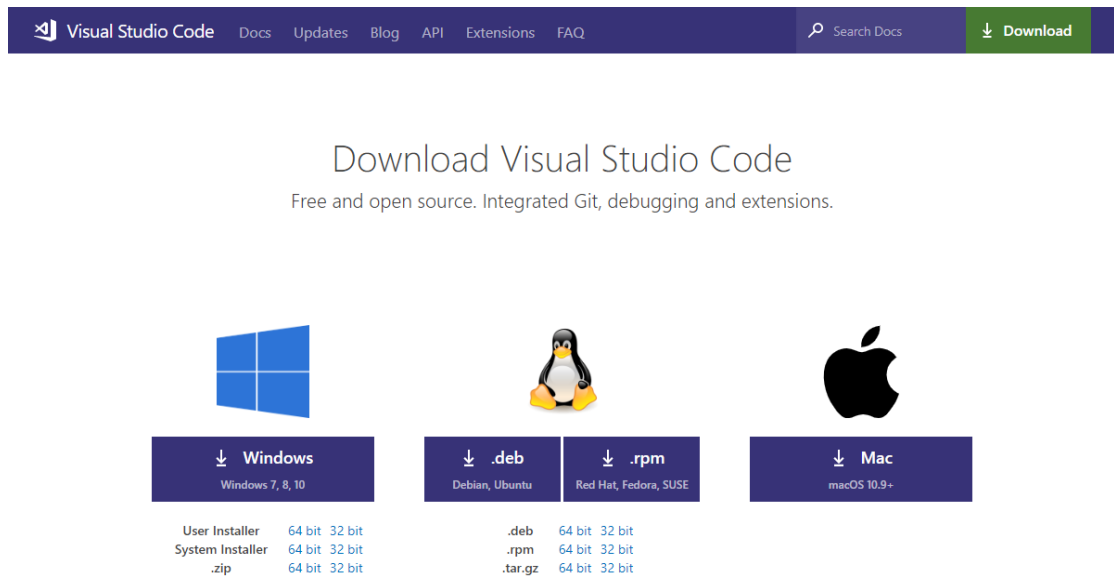 Visual Studio Code Docs Updates Blog API Extensions FAQ Search Docs Download
Download Visual Studio Code
Free and open source. Integrated Git, debugging and extensions.
Windows
Windows 7, 8, 10
.deb
Debian, Ubuntu
.rpm
Red Hat, Fedora, SUSE
Mac
macOS 10.9+
User Installer 64 bit 32 bit
System Installer 64 bit 32 bit
.zip 64 bit 32 bit
.deb 64 bit 32 bit
.rpm 64 bit 32 bit
.tar.gz 64 bit 32 bit